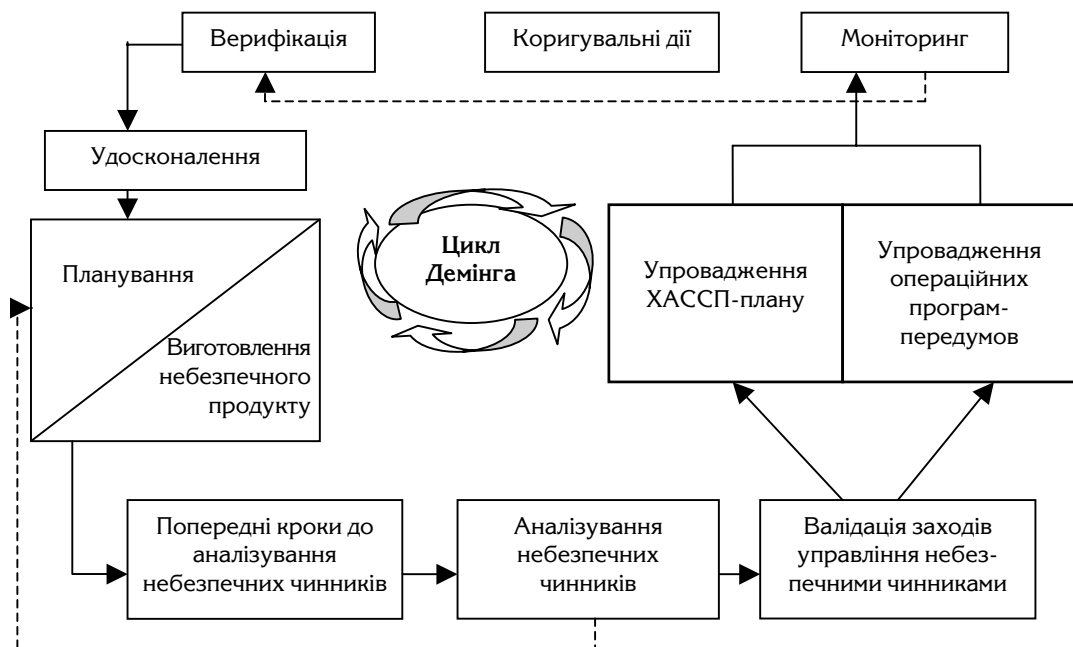 Верифікація
Коригувальні дії
Моніторинг
Удосконалення
Планування
Виготовлення
небезпечного
продукту
Цикл
Демінга
Упровадження
ХАССП-плану
Упровадження
операційних
програм-
передумов
Попередні кроки до
аналізування
небезпечних чинників
Аналізування
небезпечних
чинників
Валідація заходів
управління небез-
печними чинниками